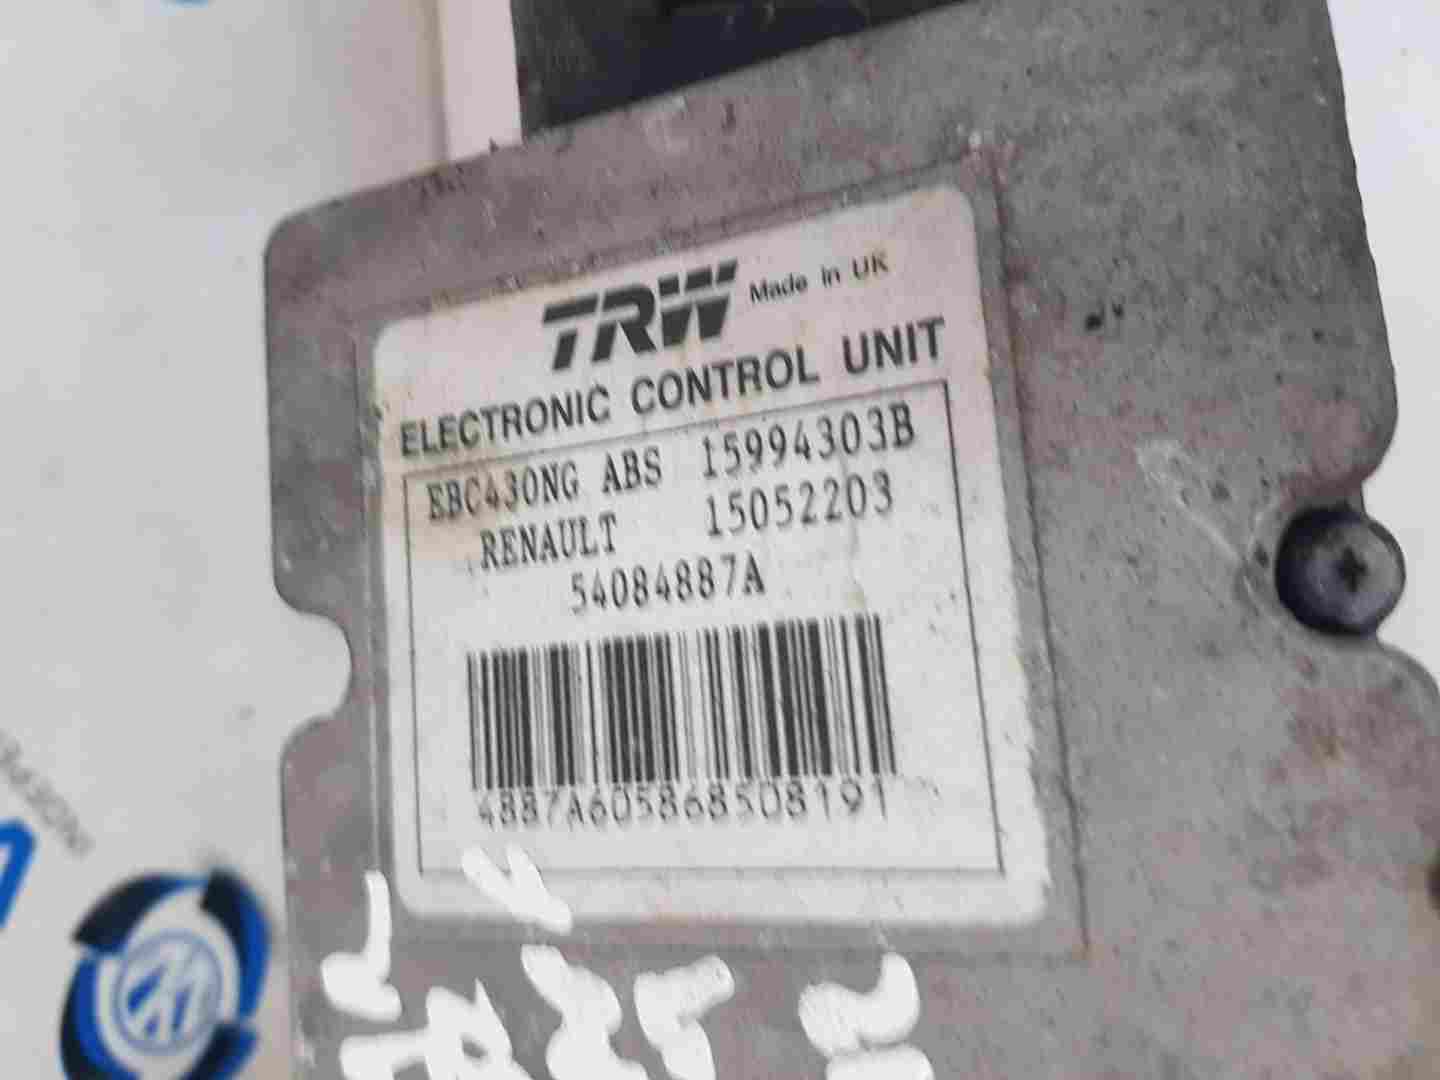 TRW Made in UK
ELECTRONIC CONTROL UNIT
EBC430NG ABS 15994303B
RENAULT 15052203
54084887A
4887A605868508191